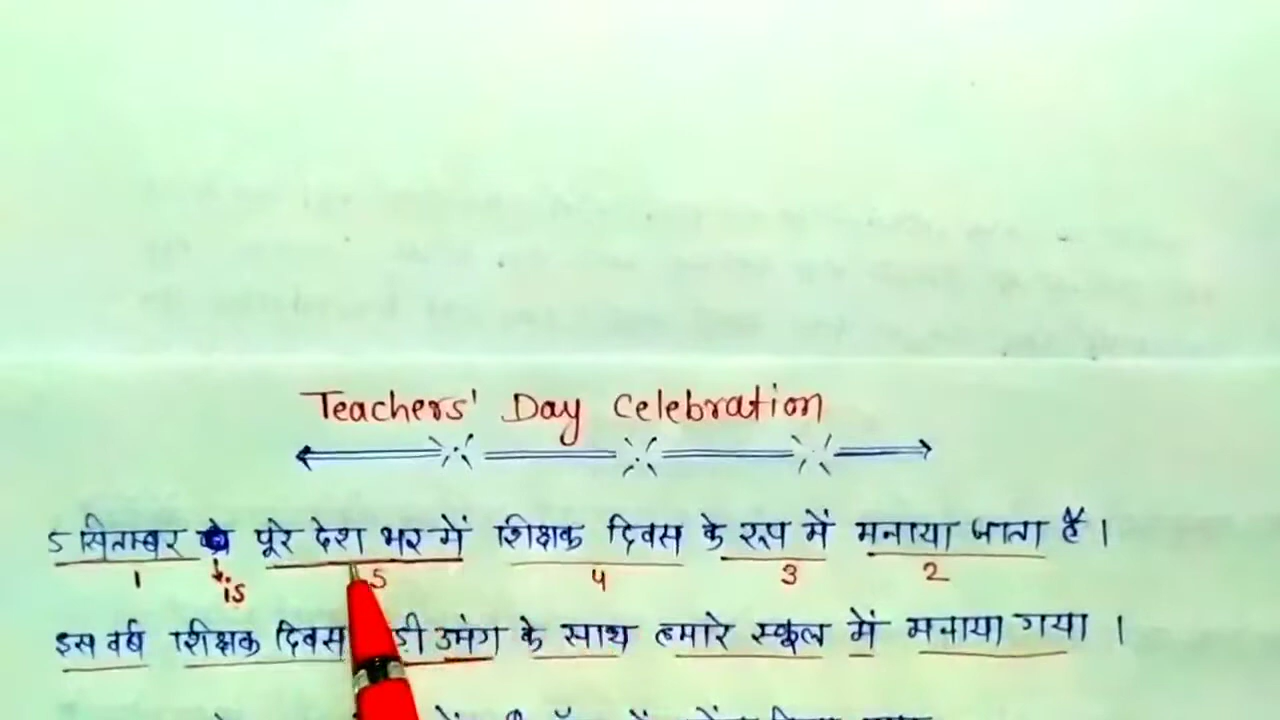 Teachers' Day Celebration
5 सितम्बर पूरे देश भर में शिक्षक दिवस के रूप में मनाया जाता है।
1 is 5 4 3 2
इस वर्ष शिक्षक दिवस उमंग के साथ हमारे स्कूल में मनाया गया।